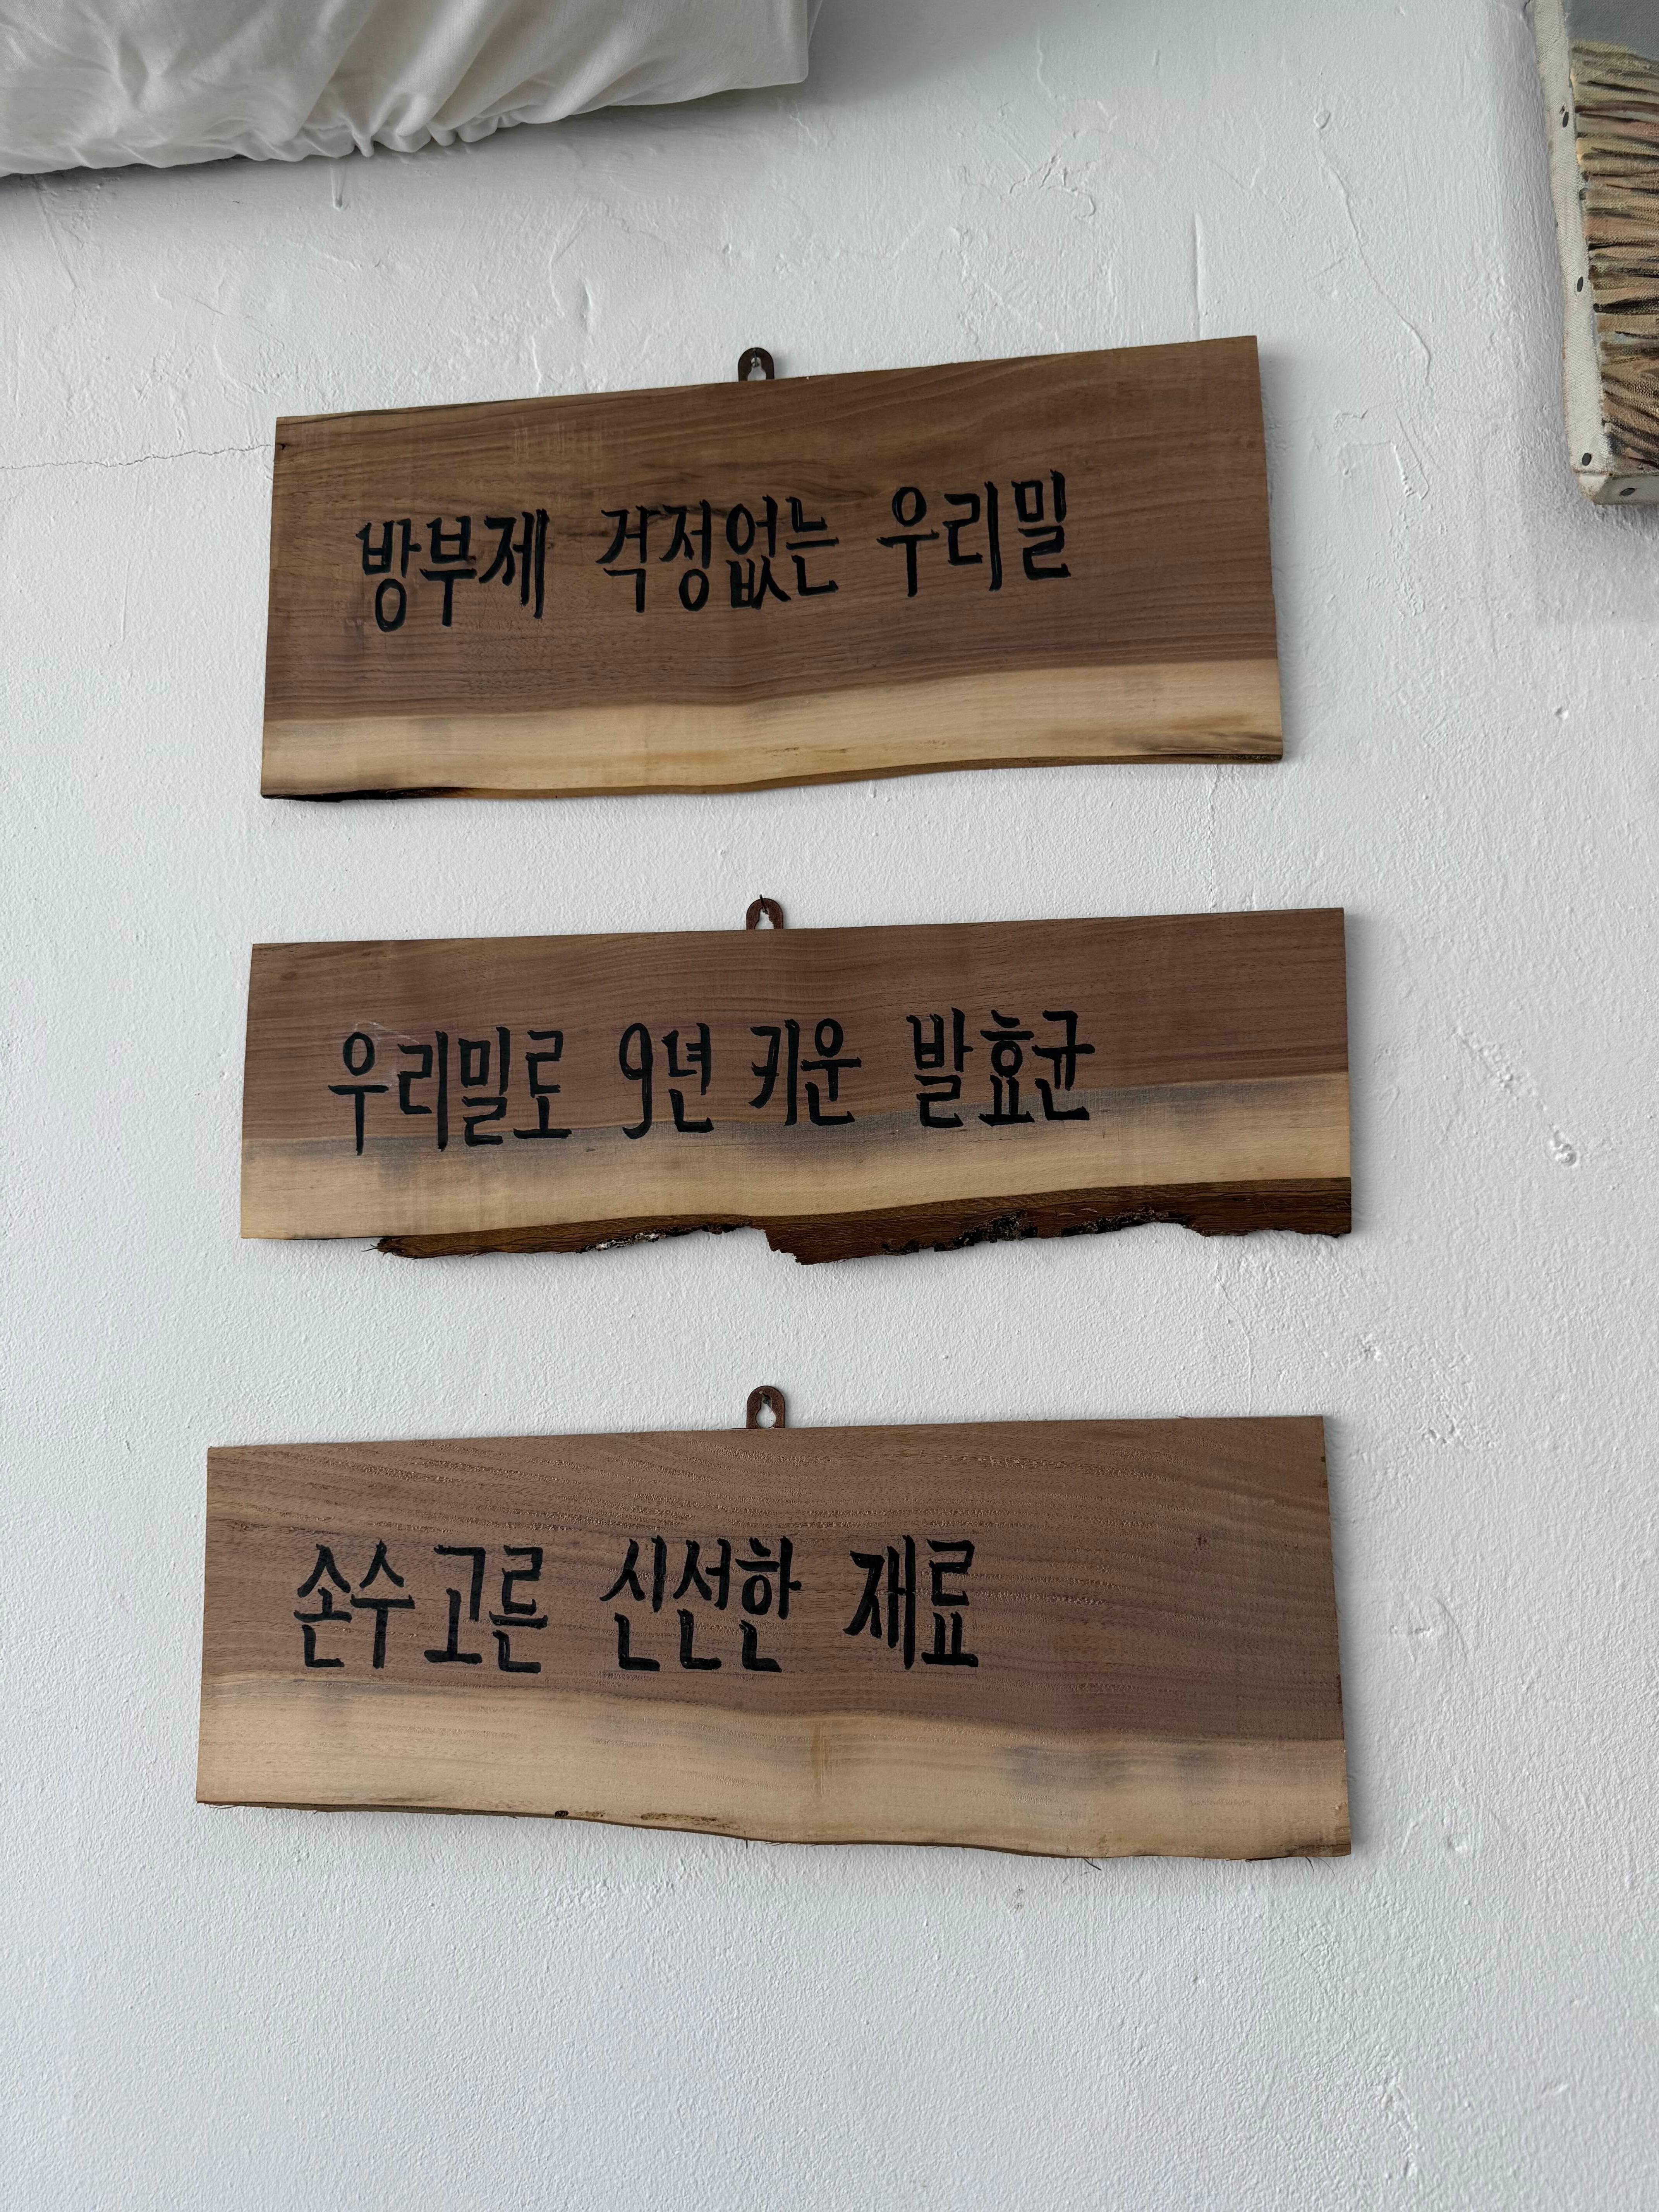 방부제 걱정없는 우리밀
우리밀로 9년 키운 발효균
손수 고른 신선한 재료